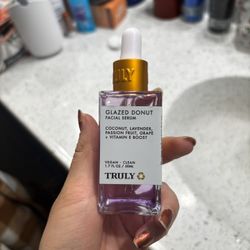 TRULY
GLAZED DONUT
FACIAL SERUM
COCONUT, LAVENDER,
PASSION FRUIT, GRAPE
+ VITAMIN E BOOST
VEGAN - CLEAN
1.7 FL OZ / 50ML
TRULY